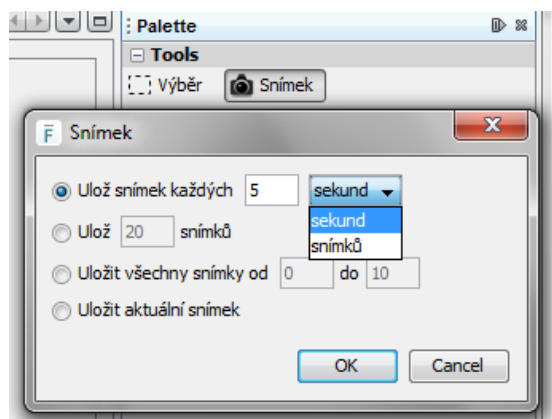 Palette
Tools
Výběr Snímek
F Snímek
Ulož snímek každých 5 sekund
sekund
snímků
Ulož 20 snímků
Uložit všechny snímky od 0 do 10
Uložit aktuální snímek
OK Cancel